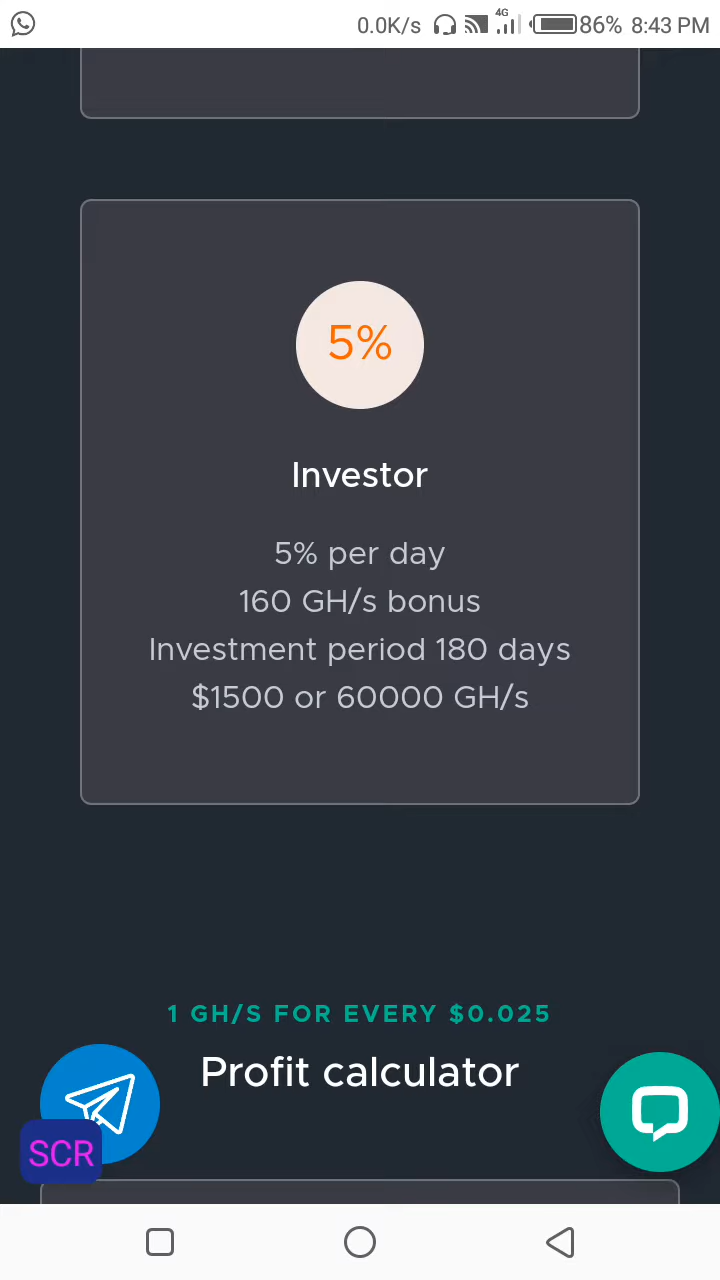 0.0K/s 4G 86% 8:43 PM
5%
Investor
5% per day
160 GH/s bonus
Investment period 180 days
$1500 or 60000 GH/s
1 GH/S FOR EVERY $0.025
Profit calculator
SCR